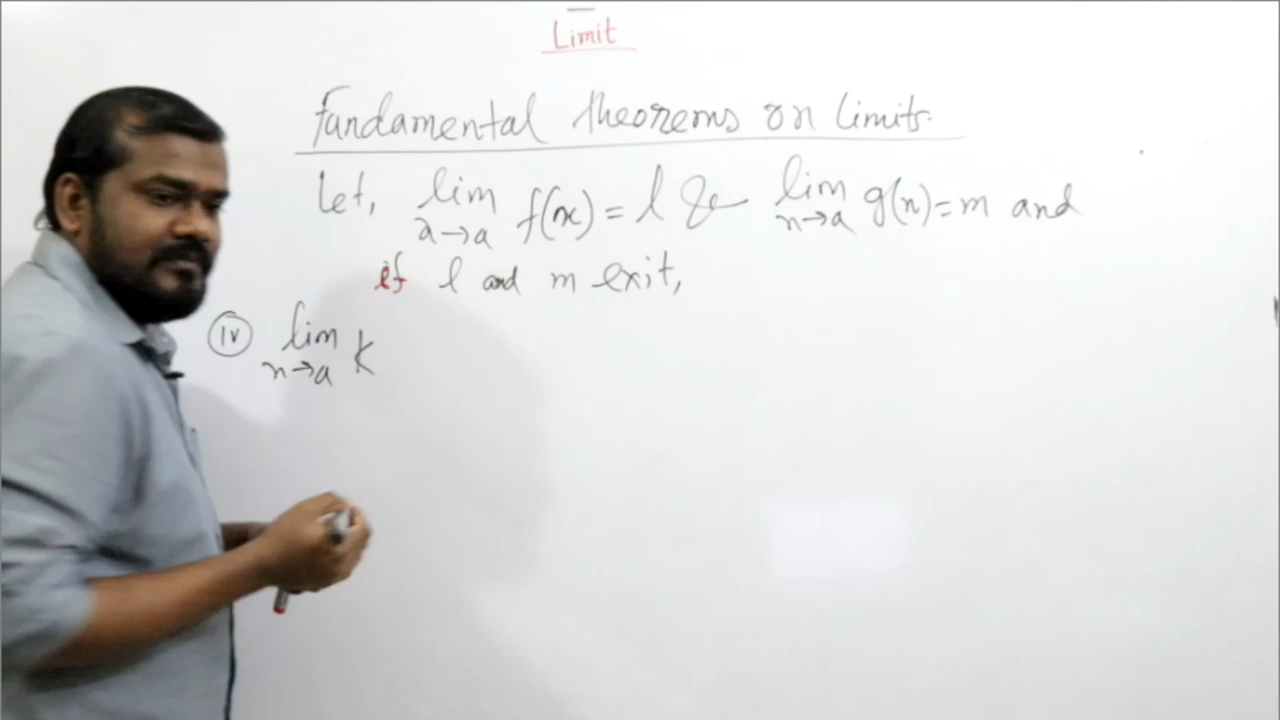 Limit
Fundamental theorems on Limits.
Let, lim x→a f(x) = l & lim x→a g(x) = m and
if l and m exit,
(iv) lim x→a K